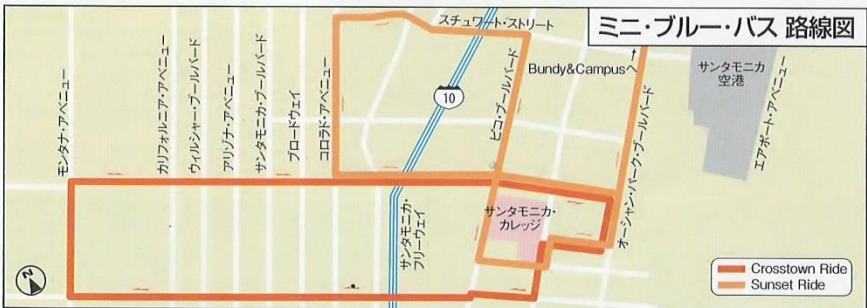 ミニ・ブルー・バス 路線図
スチュワート・ストリート
Bundy&Campusへ
サンタモニカ
空港
エアポート・アベニュー
モンタナ・アベニュー
カリフォルニア・アベニュー
ウィルシャー・ブールバード
アリゾナ・アベニュー
サンタモニカ・ブールバード
ブロードウェイ
コロラド・アベニュー
10
ピコ・ブールバード
オーシャン・パーク・ブールバード
サンタモニカ・
フリーウェイ
サンタモニカ・
カレッジ
N
Crosstown Ride
Sunset Ride